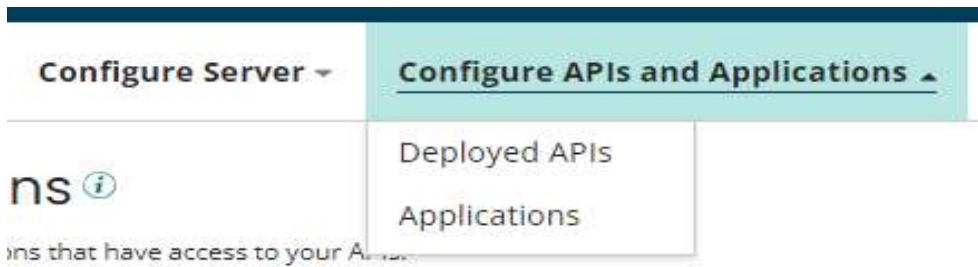 Configure Server
Configure APIs and Applications
Deployed APIs
ns
Applications
ons that have access to your